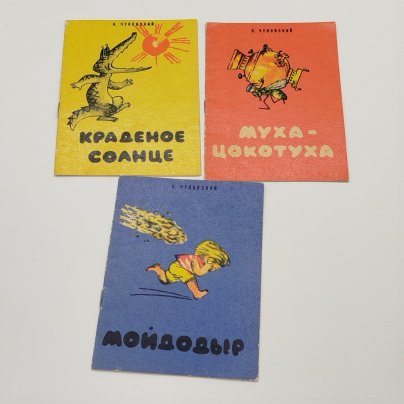 К. ЧУКОВСКИЙ
КРАДЕНОЕ
СОЛНЦЕ
К. ЧУКОВСКИЙ
МУХА-
ЦОКОТУХА
К. ЧУКОВСКИЙ
МОЙДОДЫР